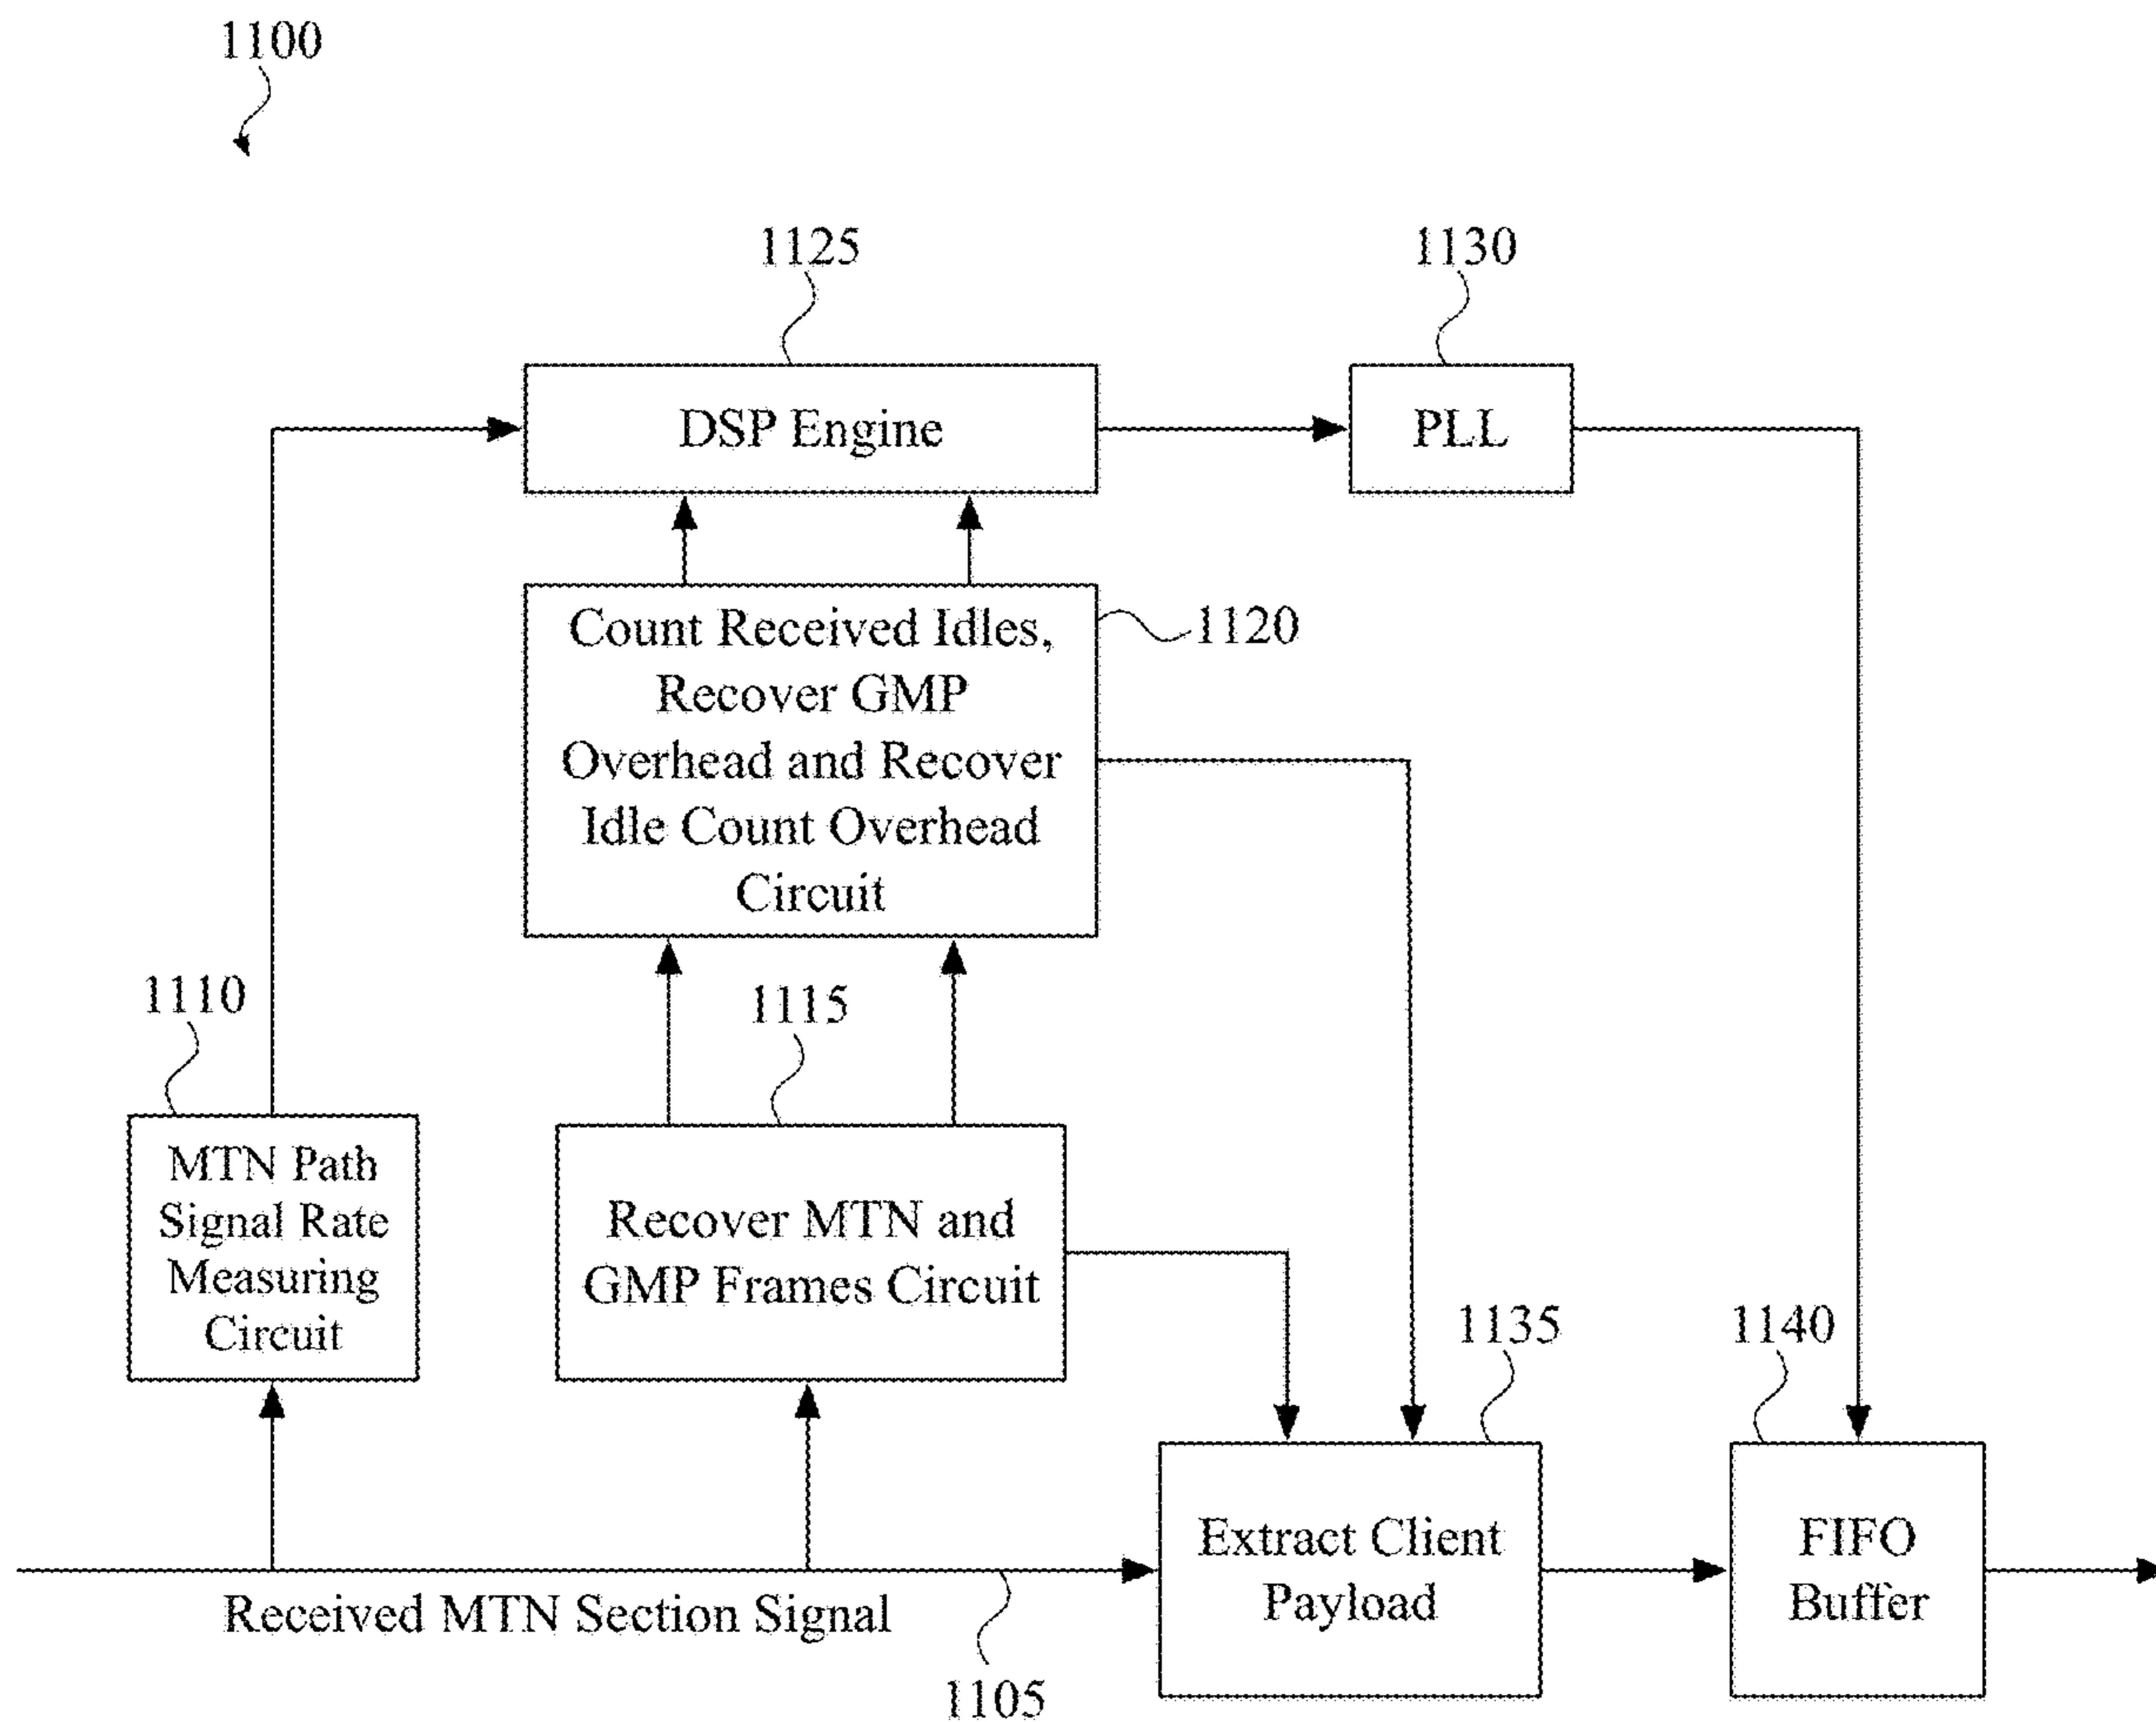 1100
1125
1130
DSP Engine
PLL
Count Received Idles,
Recover GMP
Overhead and Recover
Idle Count Overhead
Circuit
1120
1110
1115
MTN Path
Signal Rate
Measuring
Circuit
Recover MTN and
GMP Frames Circuit
1135
1140
Extract Client
Payload
FIFO
Buffer
Received MTN Section Signal
1105